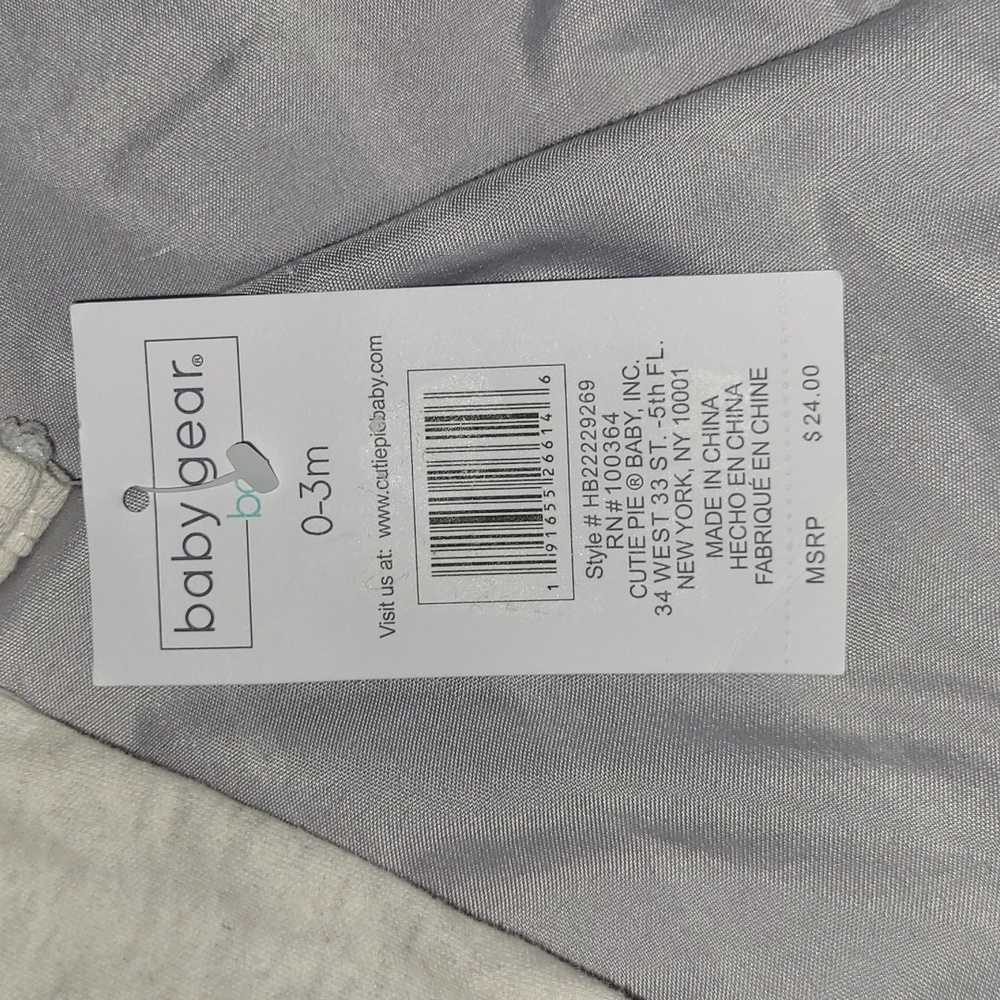 babygear®
0-3m
Visit us at: www.cutiepiebaby.com
1 91655 26614 6
Style # HB22229269
RN# 100364
CUTIE PIE ® BABY, INC.
34 WEST 33 ST. -5th FL.
NEW YORK, NY 10001
MADE IN CHINA
HECHO EN CHINA
FABRIQUÉ EN CHINE
MSRP $ 24.00